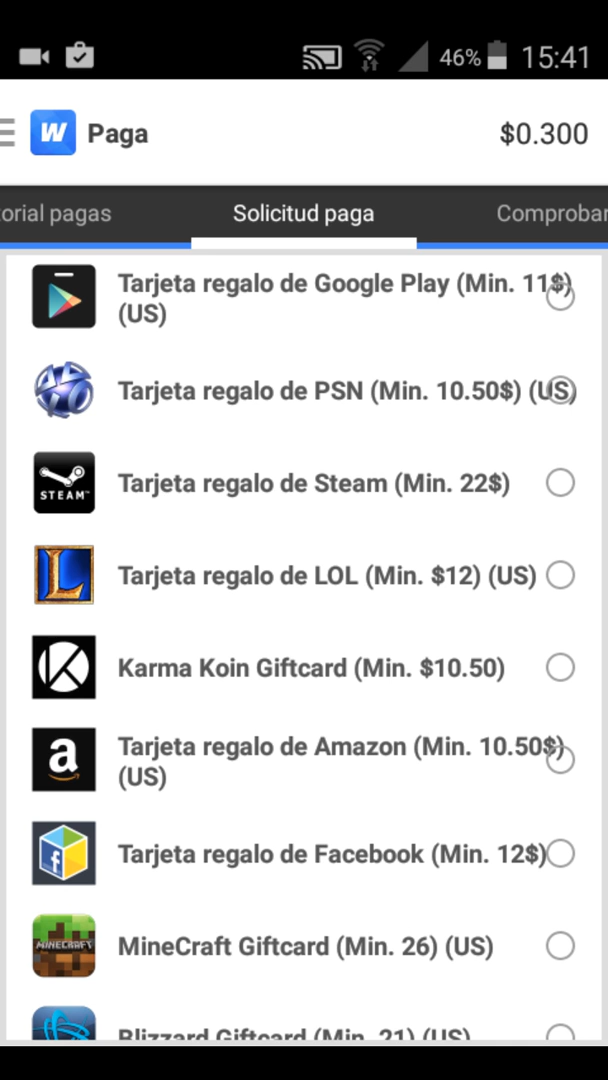 46% 15:41
W Paga $0.300
torial pagas Solicitud paga Comprobar
Tarjeta regalo de Google Play (Min. 11$)
(US)
Tarjeta regalo de PSN (Min. 10.50$) (US)
STEAM™ Tarjeta regalo de Steam (Min. 22$)
L Tarjeta regalo de LOL (Min. $12) (US)
K Karma Koin Giftcard (Min. $10.50)
a Tarjeta regalo de Amazon (Min. 10.50$)
(US)
f Tarjeta regalo de Facebook (Min. 12$)
MINECRAFT MineCraft Giftcard (Min. 26) (US)
Blizzard Giftcard (Min. 21) (US)